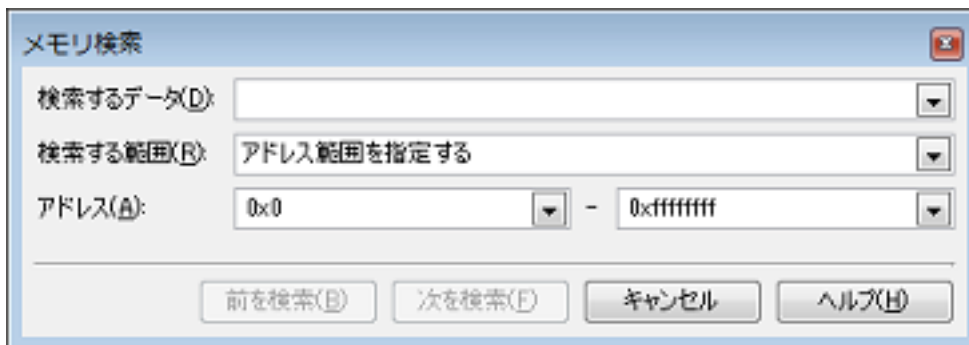 メモリ検索
検索するデータ(D):
検索する範囲(R): アドレス範囲を指定する
アドレス(A): 0x0 - 0xffffffff
前を検索(B) 次を検索(F) キャンセル ヘルプ(H)